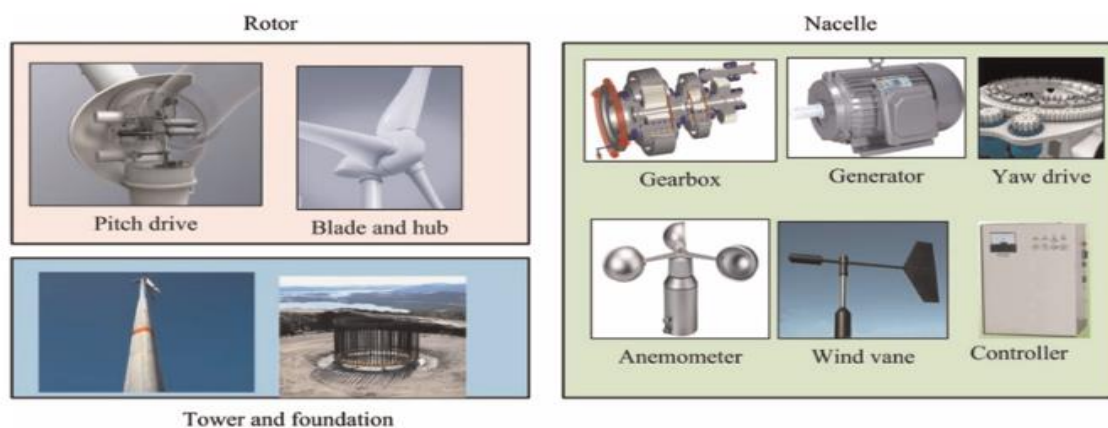 Rotor
Pitch drive
Blade and hub
Tower and foundation
Nacelle
Gearbox
Generator
Yaw drive
Anemometer
Wind vane
Controller